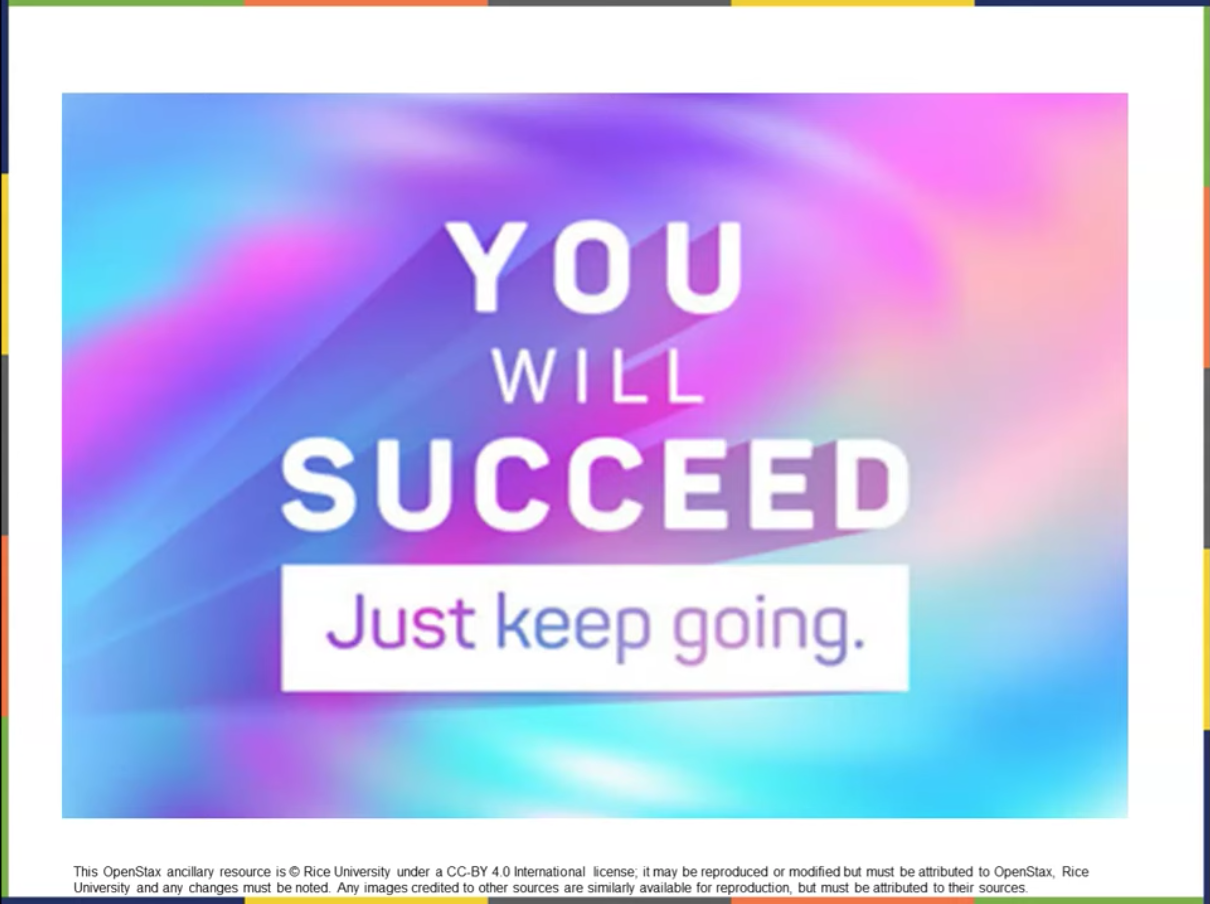 YOU
WILL
SUCCEED
Just keep going.
This OpenStax ancillary resource is © Rice University under a CC-BY 4.0 International license; it may be reproduced or modified but must be attributed to OpenStax, Rice
University and any changes must be noted. Any images credited to other sources are similarly available for reproduction, but must be attributed to their sources.